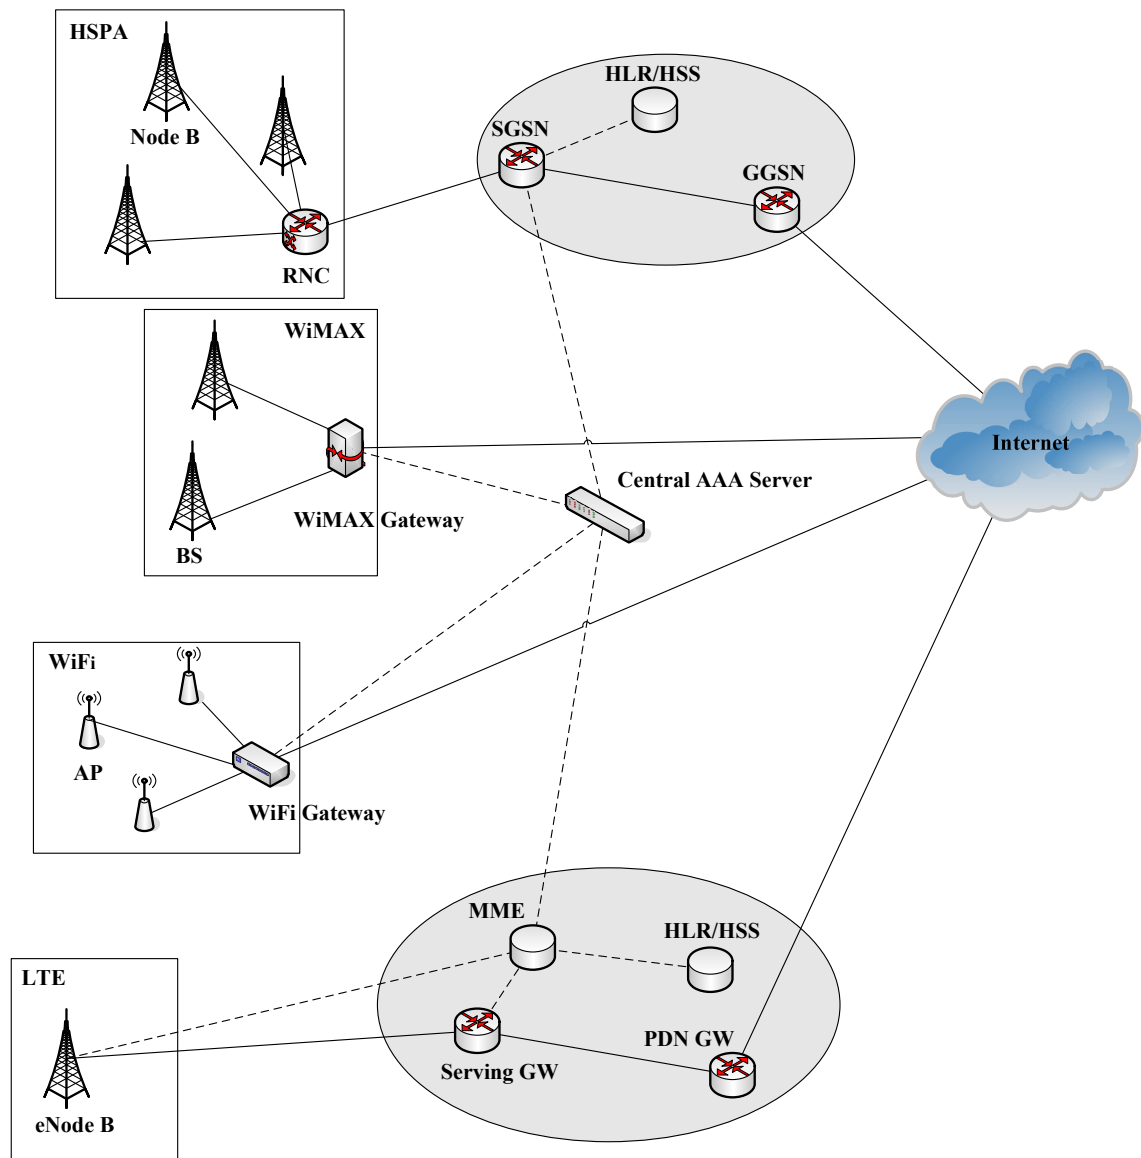 HSPA
Node B
RNC
HLR/HSS
SGSN
GGSN
WiMAX
WiMAX Gateway
BS
Internet
Central AAA Server
WiFi
AP
WiFi Gateway
MME
HLR/HSS
LTE
Serving GW
PDN GW
eNode B